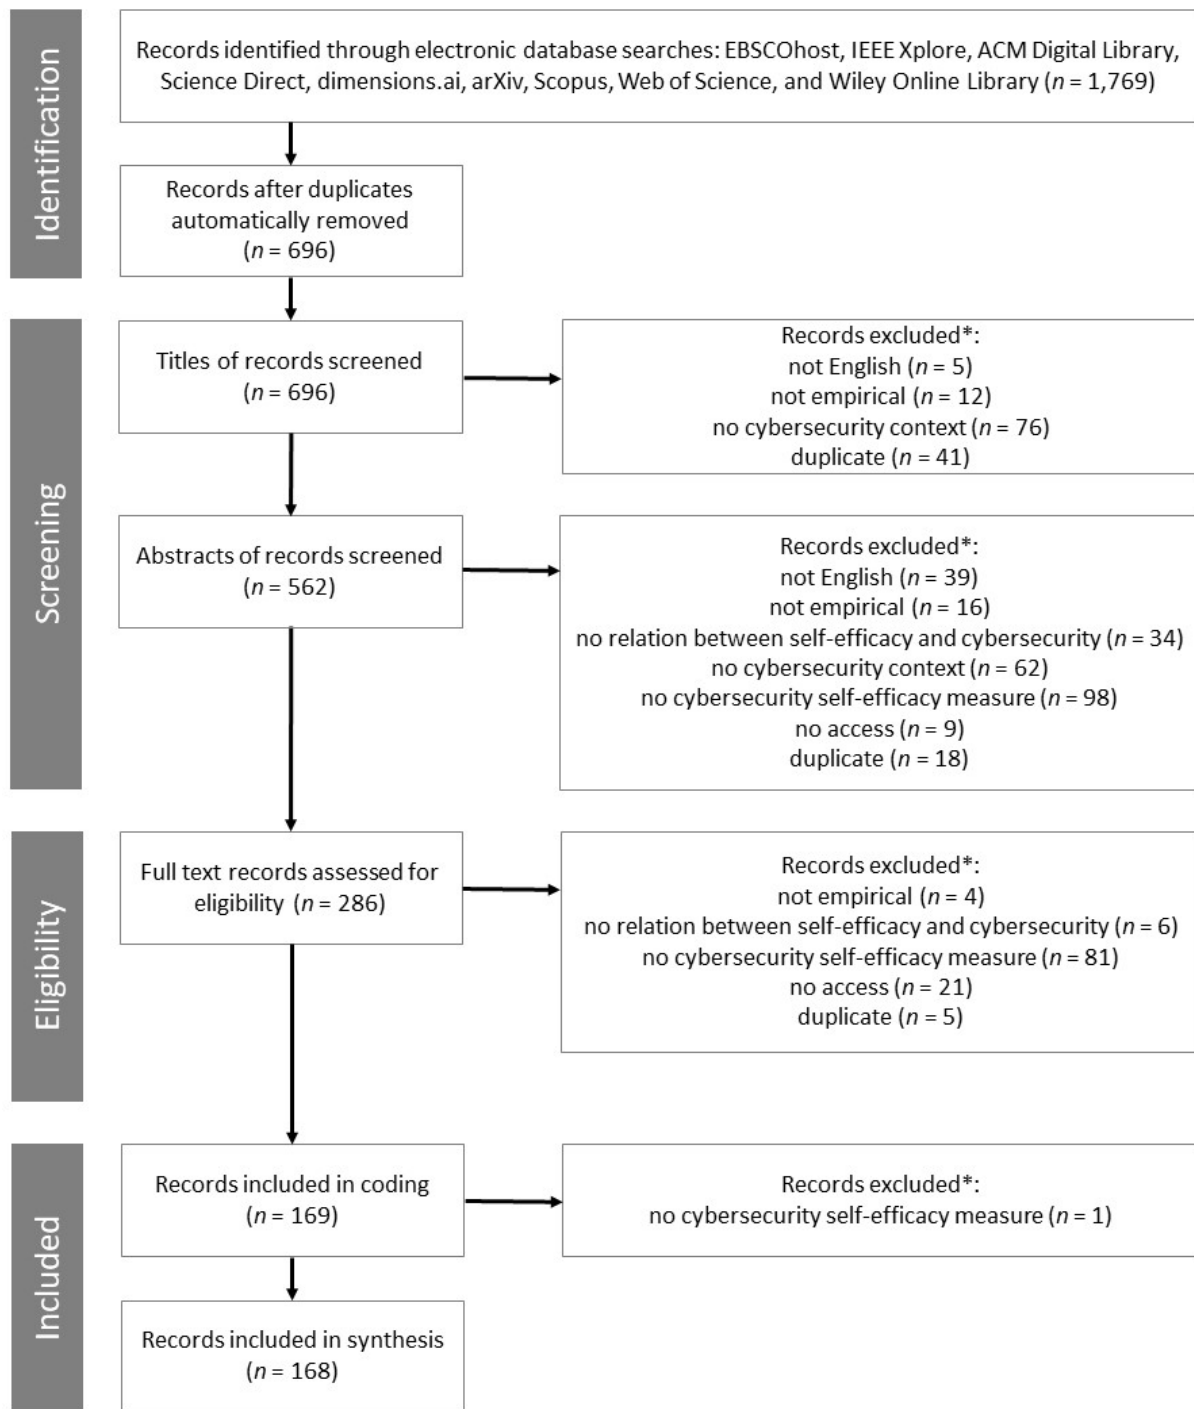 Identification
Records identified through electronic database searches: EBSCOhost, IEEE Xplore, ACM Digital Library,
Science Direct, dimensions.ai, arXiv, Scopus, Web of Science, and Wiley Online Library (n = 1,769)
Records after duplicates
automatically removed
(n = 696)
Screening
Titles of records screened
(n = 696)
Records excluded*:
not English (n = 5)
not empirical (n = 12)
no cybersecurity context (n = 76)
duplicate (n = 41)
Abstracts of records screened
(n = 562)
Records excluded*:
not English (n = 39)
not empirical (n = 16)
no relation between self-efficacy and cybersecurity (n = 34)
no cybersecurity context (n = 62)
no cybersecurity self-efficacy measure (n = 98)
no access (n = 9)
duplicate (n = 18)
Eligibility
Full text records assessed for
eligibility (n = 286)
Records excluded*:
not empirical (n = 4)
no relation between self-efficacy and cybersecurity (n = 6)
no cybersecurity self-efficacy measure (n = 81)
no access (n = 21)
duplicate (n = 5)
Included
Records included in coding
(n = 169)
Records excluded*:
no cybersecurity self-efficacy measure (n = 1)
Records included in synthesis
(n = 168)